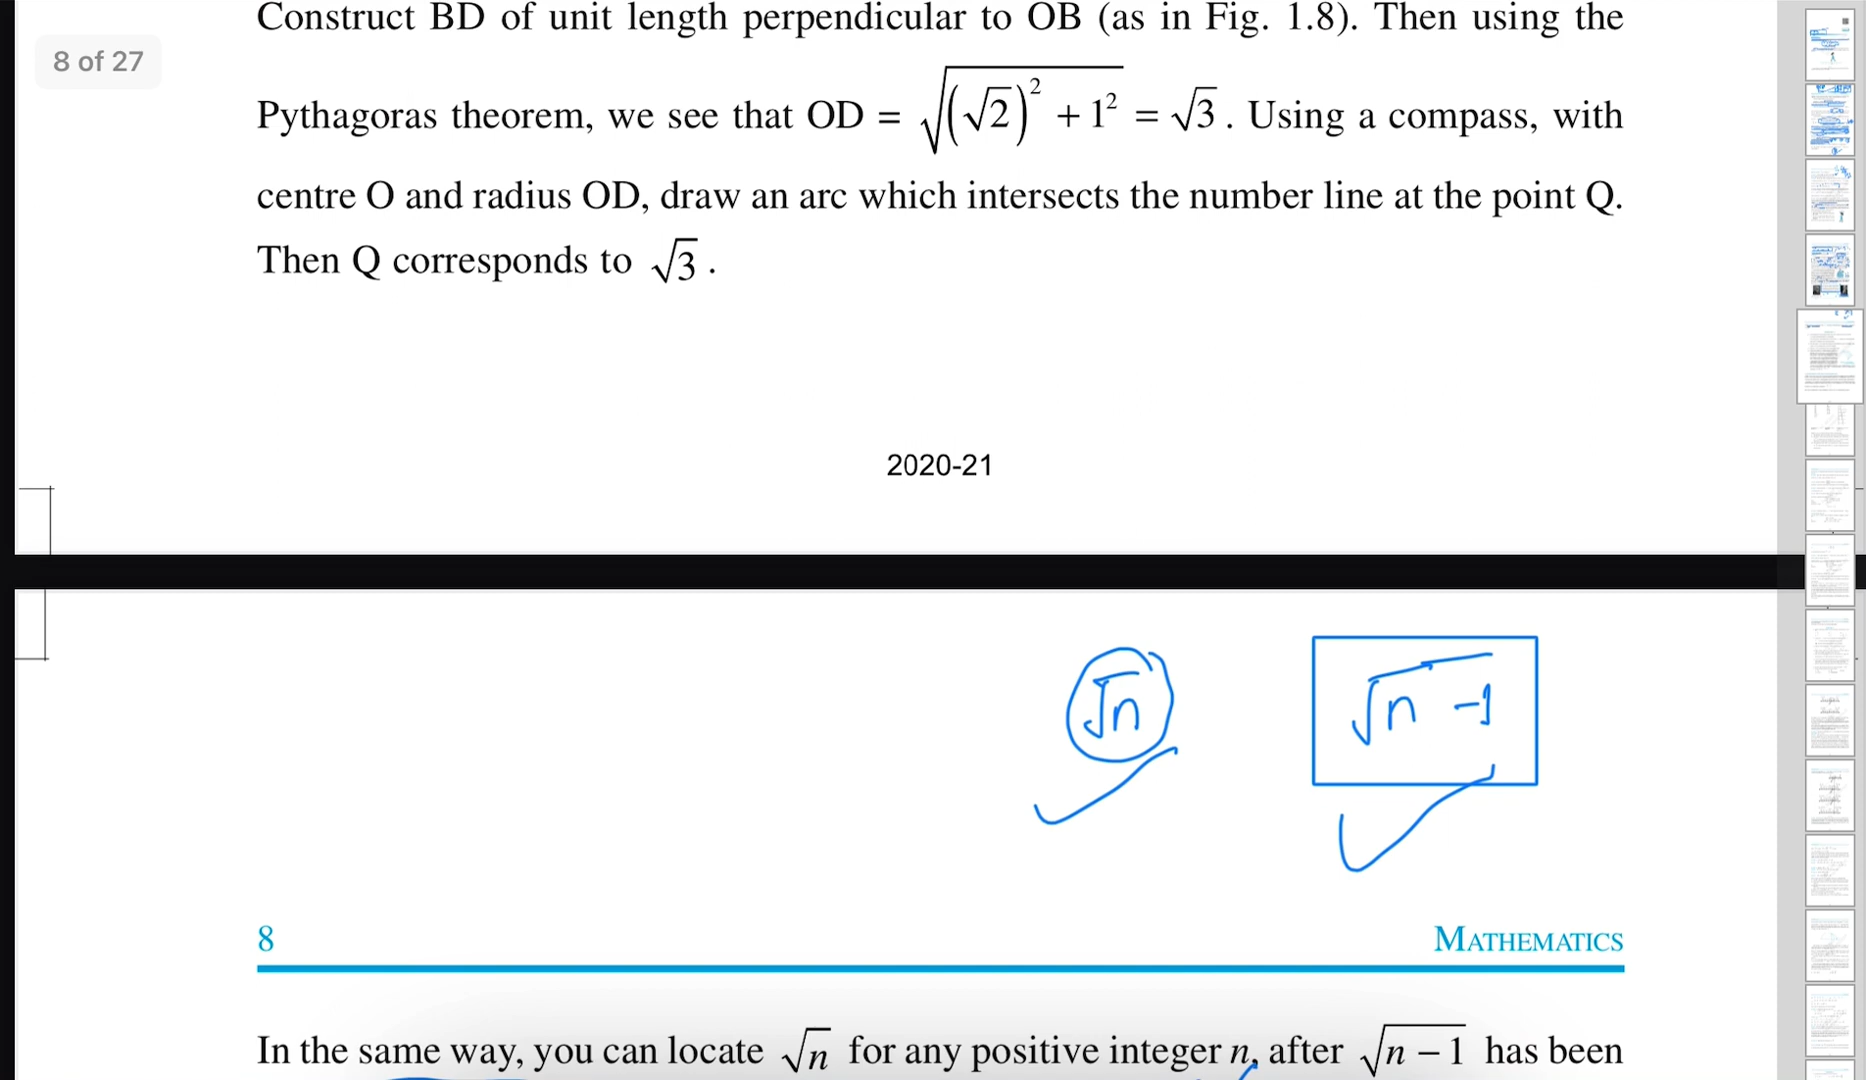 Construct BD of unit length perpendicular to OB (as in Fig. 1.8). Then using the
8 of 27
Pythagoras theorem, we see that OD = √((√2)² + 1²) = √3 . Using a compass, with
centre O and radius OD, draw an arc which intersects the number line at the point Q.
Then Q corresponds to √3 .
2020-21
√n √n -1
8 MATHEMATICS
In the same way, you can locate √n for any positive integer n, after √n – 1 has been